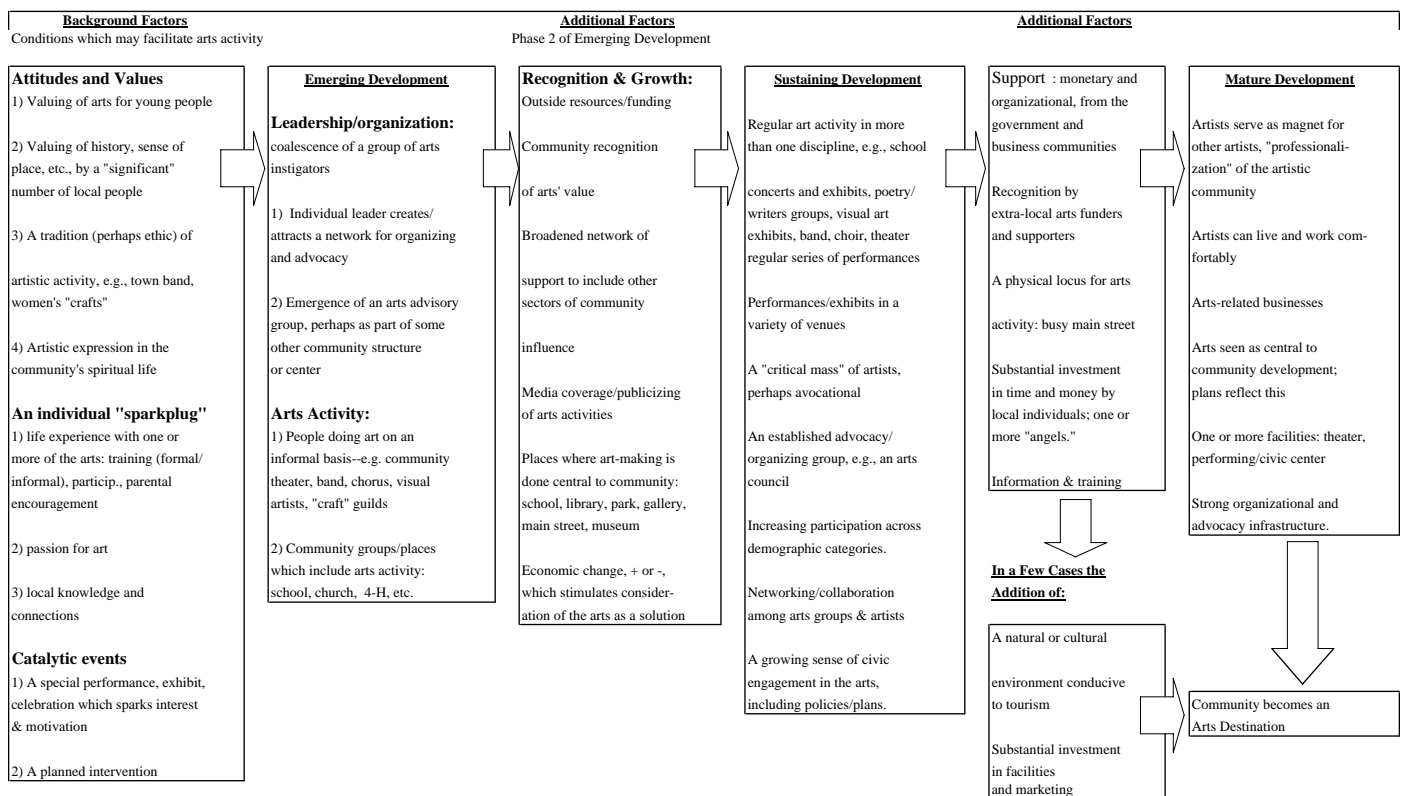 Background Factors
Conditions which may facilitate arts activity
Attitudes and Values
1) Valuing of arts for young people
2) Valuing of history, sense of
place, etc., by a "significant"
number of local people
3) A tradition (perhaps ethic) of
artistic activity, e.g., town band,
women's "crafts"
4) Artistic expression in the
community's spiritual life
An individual "sparkplug"
1) life experience with one or
more of the arts: training (formal/
informal), particip., parental
encouragement
2) passion for art
3) local knowledge and
connections
Catalytic events
1) A special performance, exhibit,
celebration which sparks interest
& motivation
2) A planned intervention
Emerging Development
Leadership/organization:
coalescence of a group of arts
instigators
1) Individual leader creates/
attracts a network for organizing
and advocacy
2) Emergence of an arts advisory
group, perhaps as part of some
other community structure
or center
Arts Activity:
1) People doing art on an
informal basis--e.g. community
theater, band, chorus, visual
artists, "craft" guilds
2) Community groups/places
which include arts activity:
school, church, 4-H, etc.
Additional Factors
Phase 2 of Emerging Development
Recognition & Growth:
Outside resources/funding
Community recognition
of arts' value
Broadened network of
support to include other
sectors of community
influence
Media coverage/publicizing
of arts activities
Places where art-making is
done central to community:
school, library, park, gallery,
main street, museum
Economic change, + or -,
which stimulates consider-
ation of the arts as a solution
Sustaining Development
Regular art activity in more
than one discipline, e.g., school
concerts and exhibits, poetry/
writers groups, visual art
exhibits, band, choir, theater
regular series of performances
Performances/exhibits in a
variety of venues
A "critical mass" of artists,
perhaps avocational
An established advocacy/
organizing group, e.g., an arts
council
Increasing participation across
demographic categories.
Networking/collaboration
among arts groups & artists
A growing sense of civic
engagement in the arts,
including policies/plans.
Additional Factors
Support : monetary and
organizational, from the
government and
business communities
Recognition by
extra-local arts funders
and supporters
A physical locus for arts
activity: busy main street
Substantial investment
in time and money by
local individuals; one or
more "angels."
Information & training
In a Few Cases the
Addition of:
A natural or cultural
environment conducive
to tourism
Substantial investment
in facilities
and marketing
Mature Development
Artists serve as magnet for
other artists, "professionali-
zation" of the artistic
community
Artists can live and work com-
fortably
Arts-related businesses
Arts seen as central to
community development;
plans reflect this
One or more facilities: theater,
performing/civic center
Strong organizational and
advocacy infrastructure.
Community becomes an
Arts Destination